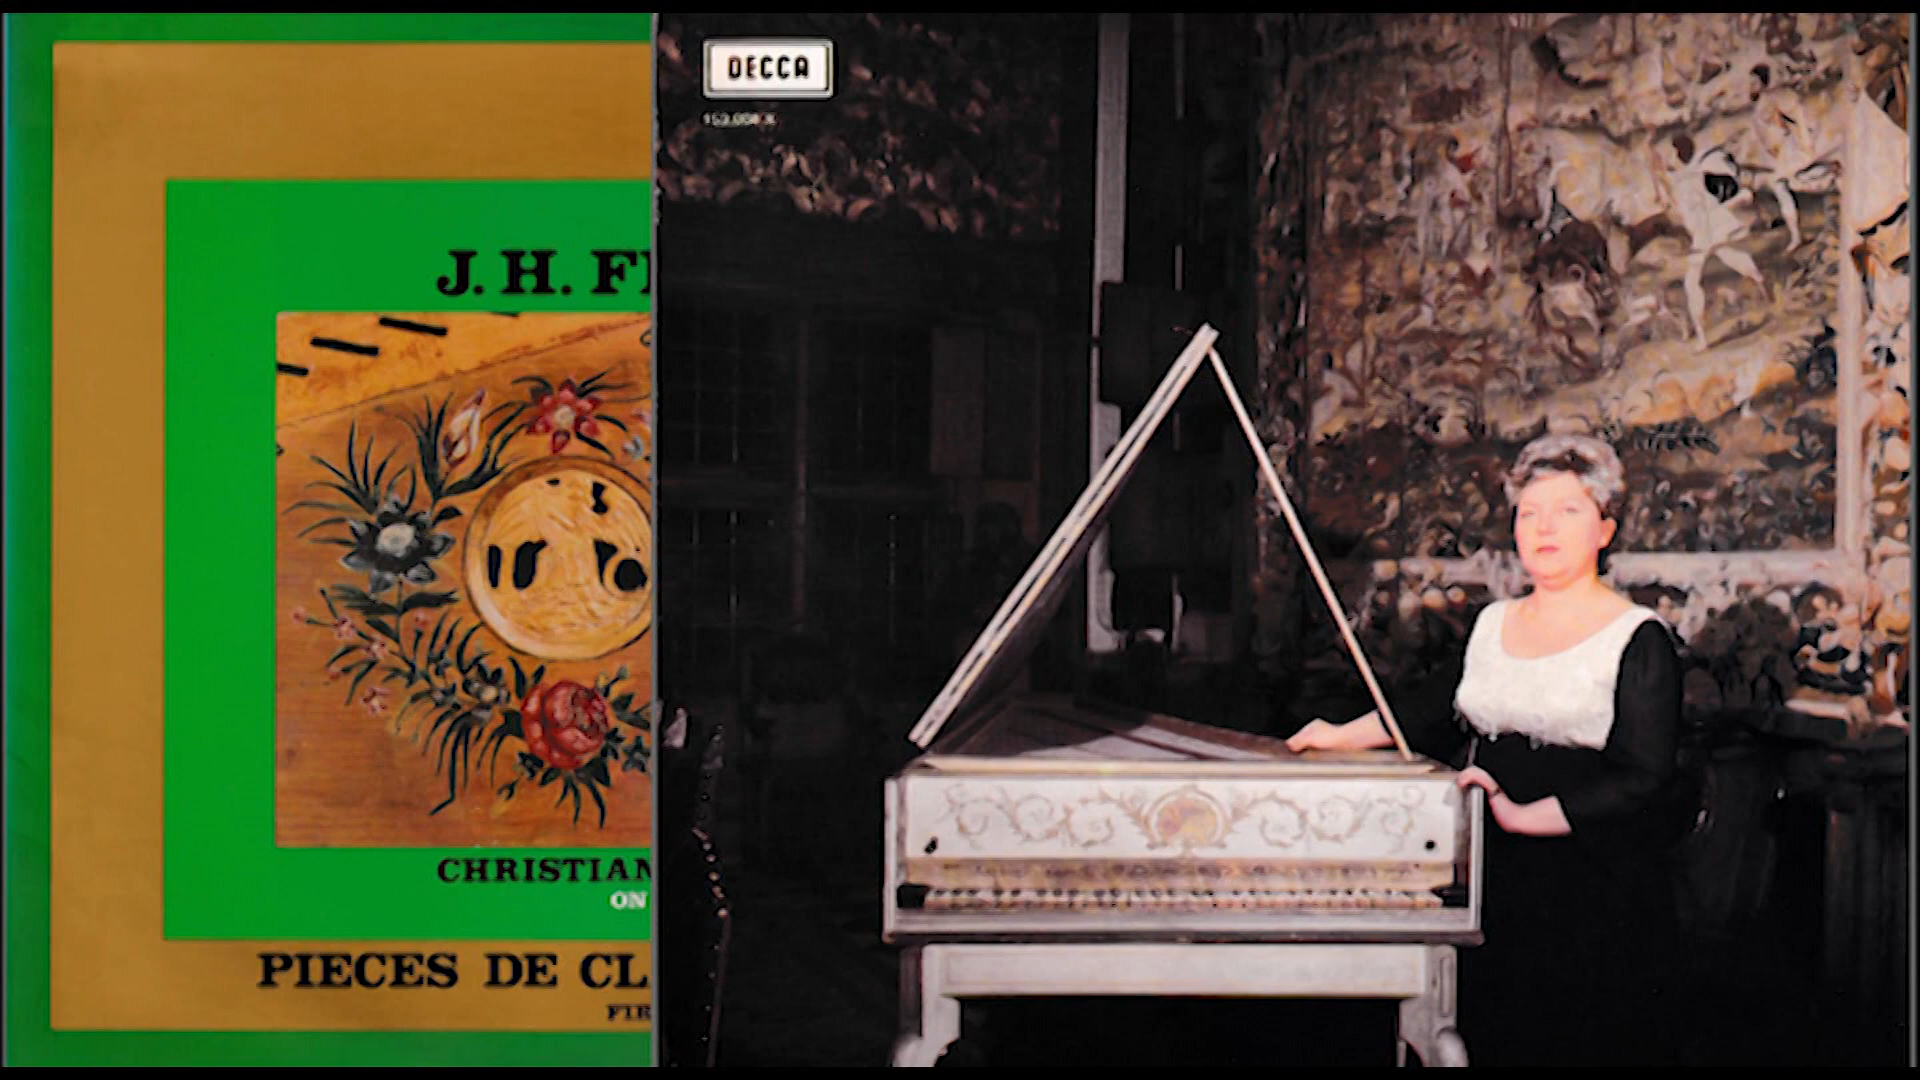 DECCA
J. H. F
CHRISTIAN
ON
PIECES DE CL
FIR